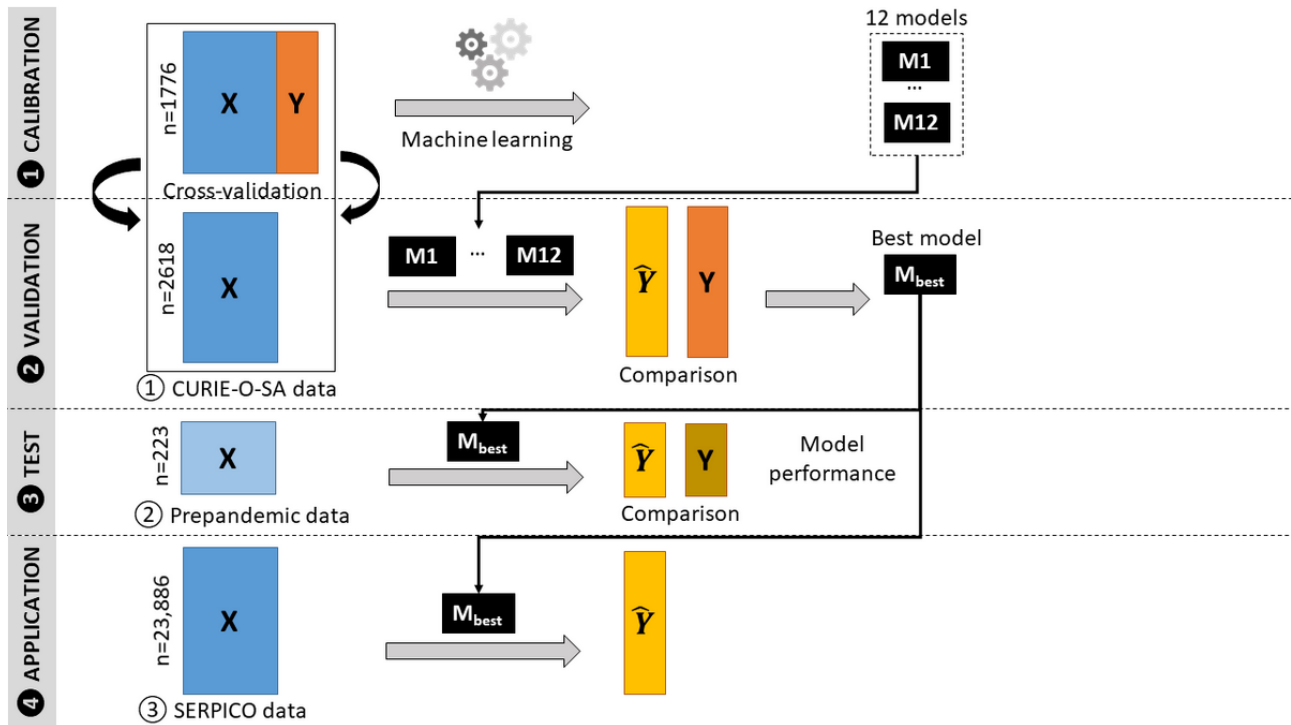 ❶ CALIBRATION
n=1776
X
Y
Cross-validation
Machine learning
12 models
M1
...
M12
❷ VALIDATION
n=2618
X
① CURIE-O-SA data
M1 ... M12
Ŷ
Y
Comparison
Best model
Mbest
❸ TEST
n=223
X
② Prepandemic data
Mbest
Ŷ
Y
Comparison
Model
performance
❹ APPLICATION
n=23,886
X
③ SERPICO data
Mbest
Ŷ